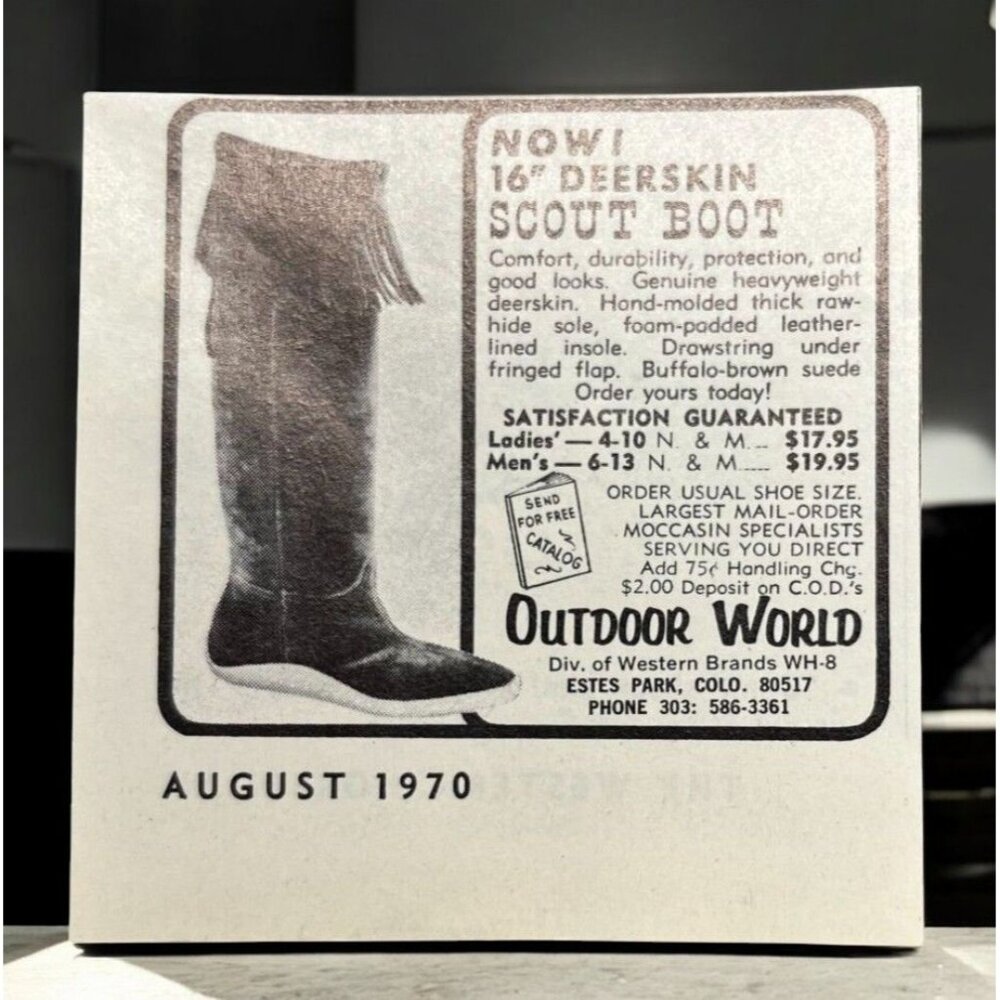 NOW!
16" DEERSKIN
SCOUT BOOT
Comfort, durability, protection, and
good looks. Genuine heavyweight
deerskin. Hand-molded thick raw-
hide sole, foam-padded leather-
lined insole. Drawstring under
fringed flap. Buffalo-brown suede
Order yours today!
SATISFACTION GUARANTEED
Ladies' — 4-10 N. & M.... $17.95
Men's — 6-13 N. & M..... $19.95
SEND
FOR FREE
CATALOG
ORDER USUAL SHOE SIZE.
LARGEST MAIL-ORDER
MOCCASIN SPECIALISTS
SERVING YOU DIRECT
Add 75¢ Handling Chg.
$2.00 Deposit on C.O.D.'s
OUTDOOR WORLD
Div. of Western Brands WH-8
ESTES PARK, COLO. 80517
PHONE 303: 586-3361
AUGUST 1970